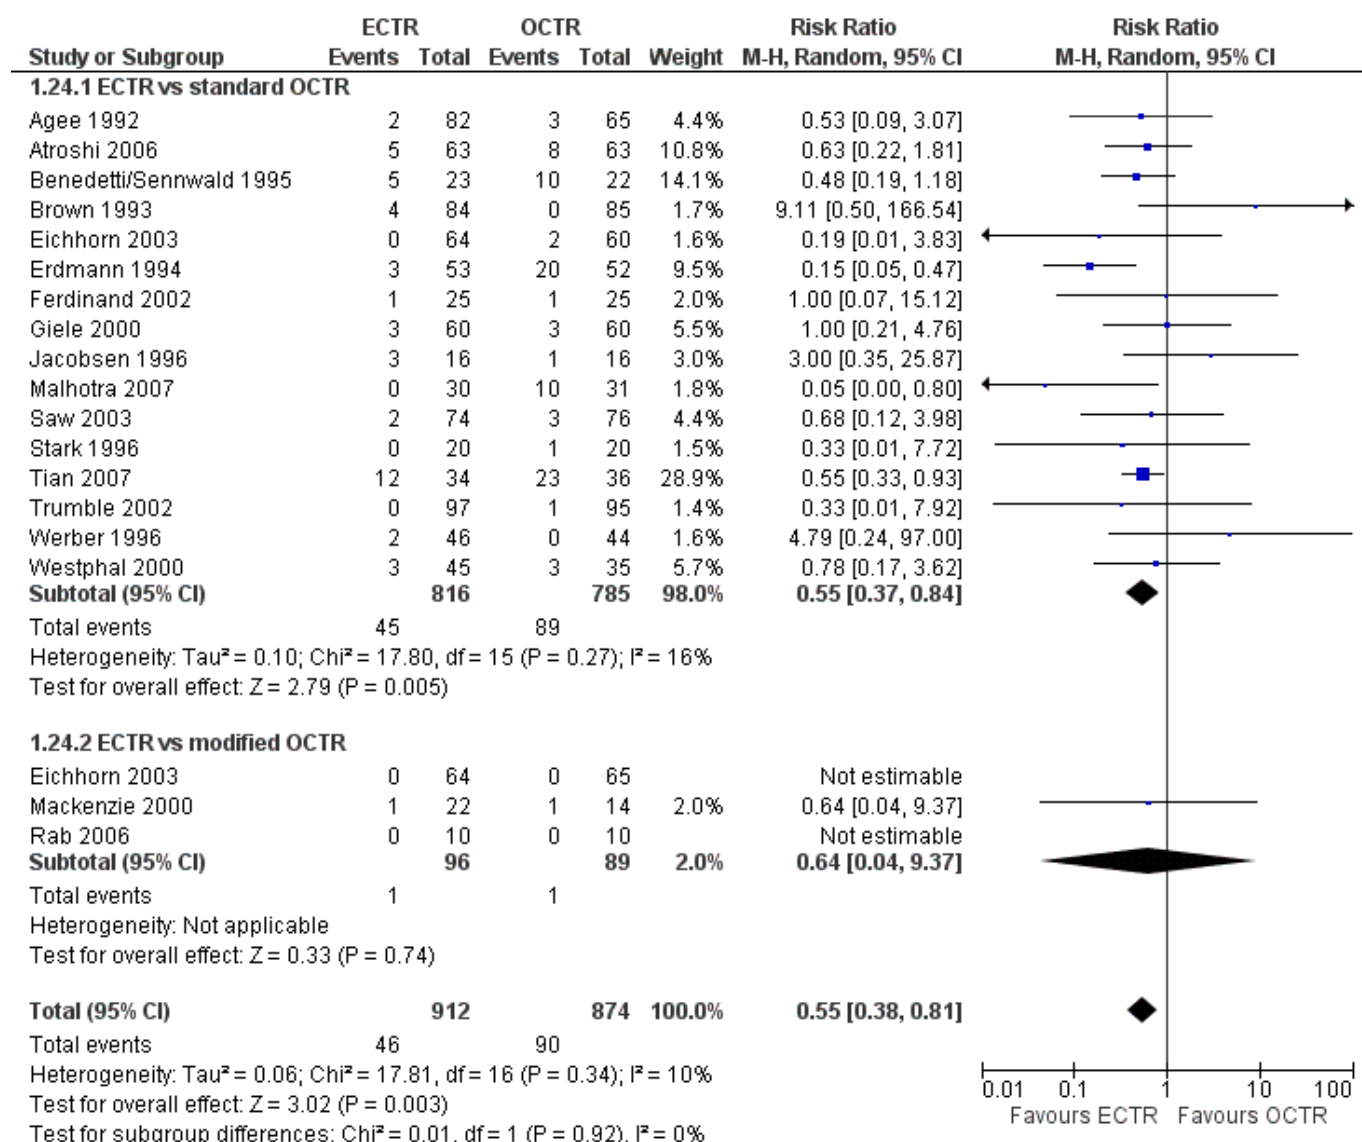 ECTR OCTR Risk Ratio Risk Ratio
Study or Subgroup Events Total Events Total Weight M-H, Random, 95% CI M-H, Random, 95% CI
1.24.1 ECTR vs standard OCTR
Agee 1992 2 82 3 65 4.4% 0.53 [0.09, 3.07]
Atroshi 2006 5 63 8 63 10.8% 0.63 [0.22, 1.81]
Benedetti/Sennwald 1995 5 23 10 22 14.1% 0.48 [0.19, 1.18]
Brown 1993 4 84 0 85 1.7% 9.11 [0.50, 166.54]
Eichhorn 2003 0 64 2 60 1.6% 0.19 [0.01, 3.83]
Erdmann 1994 3 53 20 52 9.5% 0.15 [0.05, 0.47]
Ferdinand 2002 1 25 1 25 2.0% 1.00 [0.07, 15.12]
Giele 2000 3 60 3 60 5.5% 1.00 [0.21, 4.76]
Jacobsen 1996 3 16 1 16 3.0% 3.00 [0.35, 25.87]
Malhotra 2007 0 30 10 31 1.8% 0.05 [0.00, 0.80]
Saw 2003 2 74 3 76 4.4% 0.68 [0.12, 3.98]
Stark 1996 0 20 1 20 1.5% 0.33 [0.01, 7.72]
Tian 2007 12 34 23 36 28.9% 0.55 [0.33, 0.93]
Trumble 2002 0 97 1 95 1.4% 0.33 [0.01, 7.92]
Werber 1996 2 46 0 44 1.6% 4.79 [0.24, 97.00]
Westphal 2000 3 45 3 35 5.7% 0.78 [0.17, 3.62]
Subtotal (95% CI) 816 785 98.0% 0.55 [0.37, 0.84]
Total events 45 89
Heterogeneity: Tau² = 0.10; Chi² = 17.80, df = 15 (P = 0.27); I² = 16%
Test for overall effect: Z = 2.79 (P = 0.005)
1.24.2 ECTR vs modified OCTR
Eichhorn 2003 0 64 0 65 Not estimable
Mackenzie 2000 1 22 1 14 2.0% 0.64 [0.04, 9.37]
Rab 2006 0 10 0 10 Not estimable
Subtotal (95% CI) 96 89 2.0% 0.64 [0.04, 9.37]
Total events 1 1
Heterogeneity: Not applicable
Test for overall effect: Z = 0.33 (P = 0.74)
Total (95% CI) 912 874 100.0% 0.55 [0.38, 0.81]
Total events 46 90
Heterogeneity: Tau² = 0.06; Chi² = 17.81, df = 16 (P = 0.34); I² = 10%
Test for overall effect: Z = 3.02 (P = 0.003)
Test for subgroup differences: Chi² = 0.01, df = 1 (P = 0.92), I² = 0%
0.01 0.1 1 10 100
Favours ECTR Favours OCTR